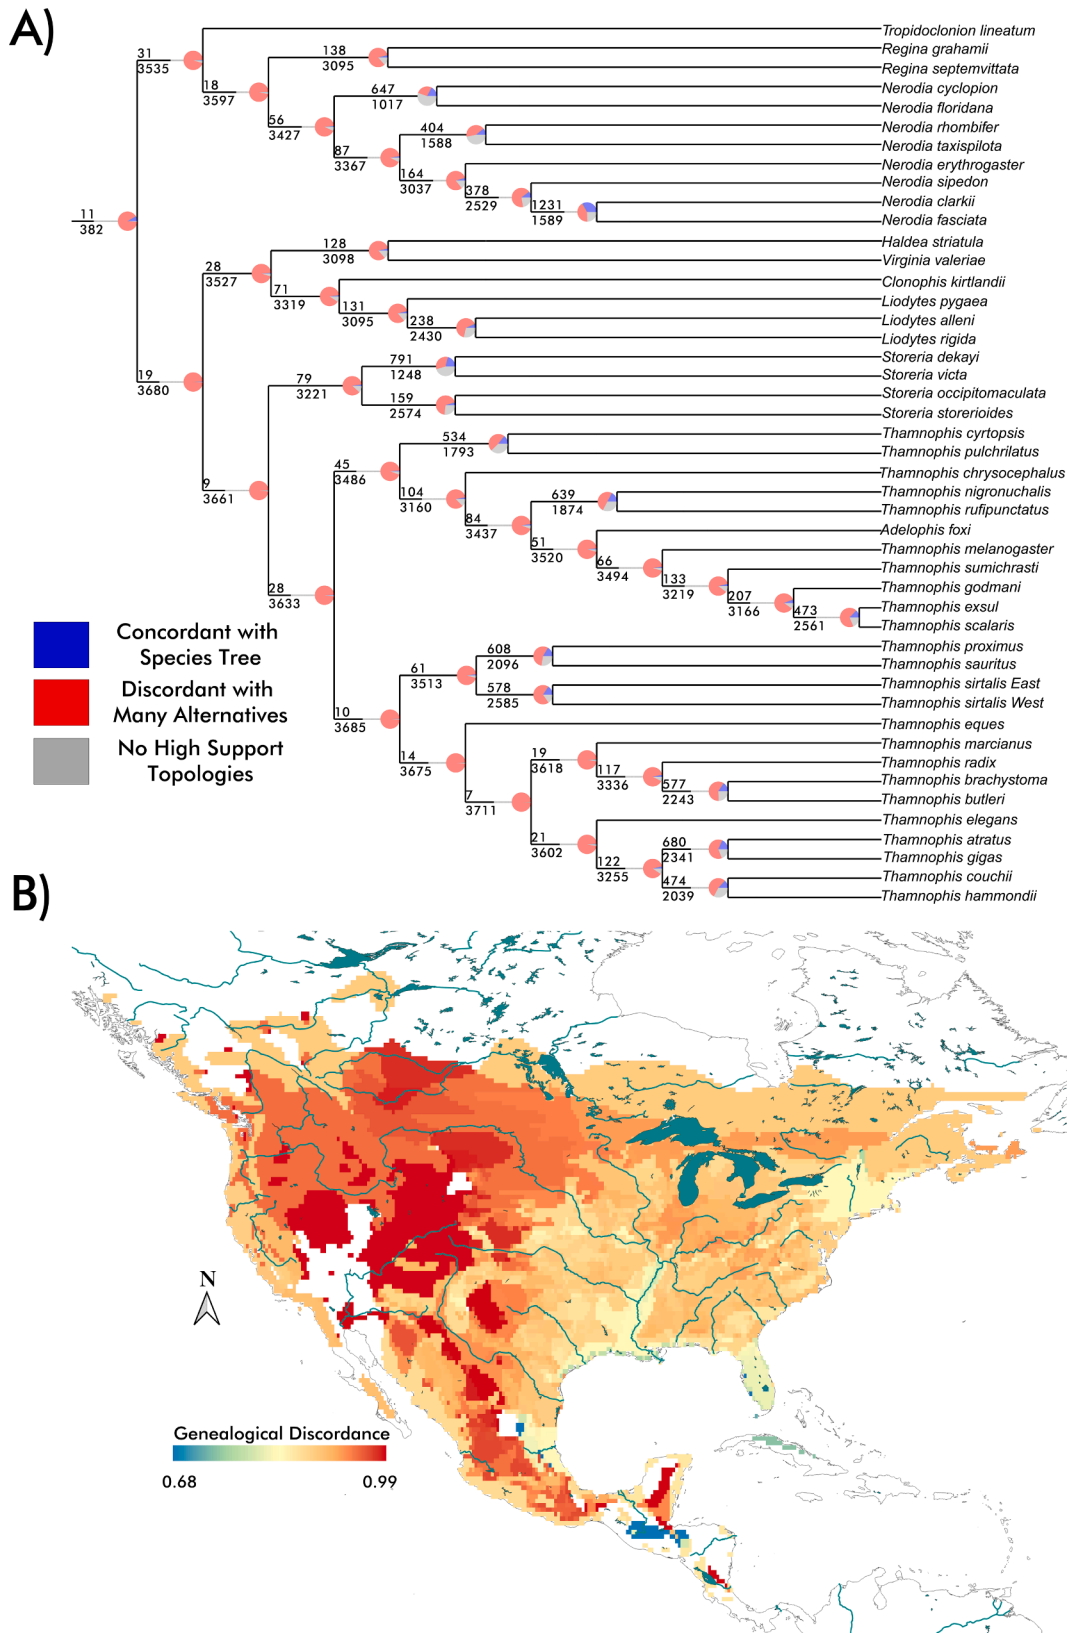 A)
Tropidoclonion lineatum
31
3535
138
3095
Regina grahamii
Regina septemvittata
18
3597
647
1017
Nerodia cyclopion
Nerodia floridana
56
3427
404
1588
Nerodia rhombifer
Nerodia taxispilota
87
3367
164
3037
Nerodia erythrogaster
378
2529
Nerodia sipedon
1231
1589
Nerodia clarkii
Nerodia fasciata
11
382
128
3098
Haldea striatula
Virginia valeriae
28
3527
71
3319
Clonophis kirtlandii
131
3095
Liodytes pygaea
238
2430
Liodytes alleni
Liodytes rigida
19
3680
79
3221
791
1248
Storeria dekayi
Storeria victa
159
2574
Storeria occipitomaculata
Storeria storerioides
9
3661
45
3486
534
1793
Thamnophis cyrtopsis
Thamnophis pulchrilatus
104
3160
Thamnophis chrysocephalus
84
3437
639
1874
Thamnophis nigronuchalis
Thamnophis rufipunctatus
51
3520
Adelophis foxi
66
3494
Thamnophis melanogaster
133
3219
Thamnophis sumichrasti
207
3166
Thamnophis godmani
473
2561
Thamnophis exsul
Thamnophis scalaris
28
3633
61
3513
608
2096
Thamnophis proximus
Thamnophis sauritus
578
2585
Thamnophis sirtalis East
Thamnophis sirtalis West
10
3685
14
3675
Thamnophis eques
7
3711
19
3618
Thamnophis marcianus
117
3336
Thamnophis radix
577
2243
Thamnophis brachystoma
Thamnophis butleri
21
3602
Thamnophis elegans
122
3255
680
2341
Thamnophis atratus
Thamnophis gigas
474
2039
Thamnophis couchii
Thamnophis hammondii
Concordant with
Species Tree
Discordant with
Many Alternatives
No High Support
Topologies
B)
N
Genealogical Discordance
0.68
0.99